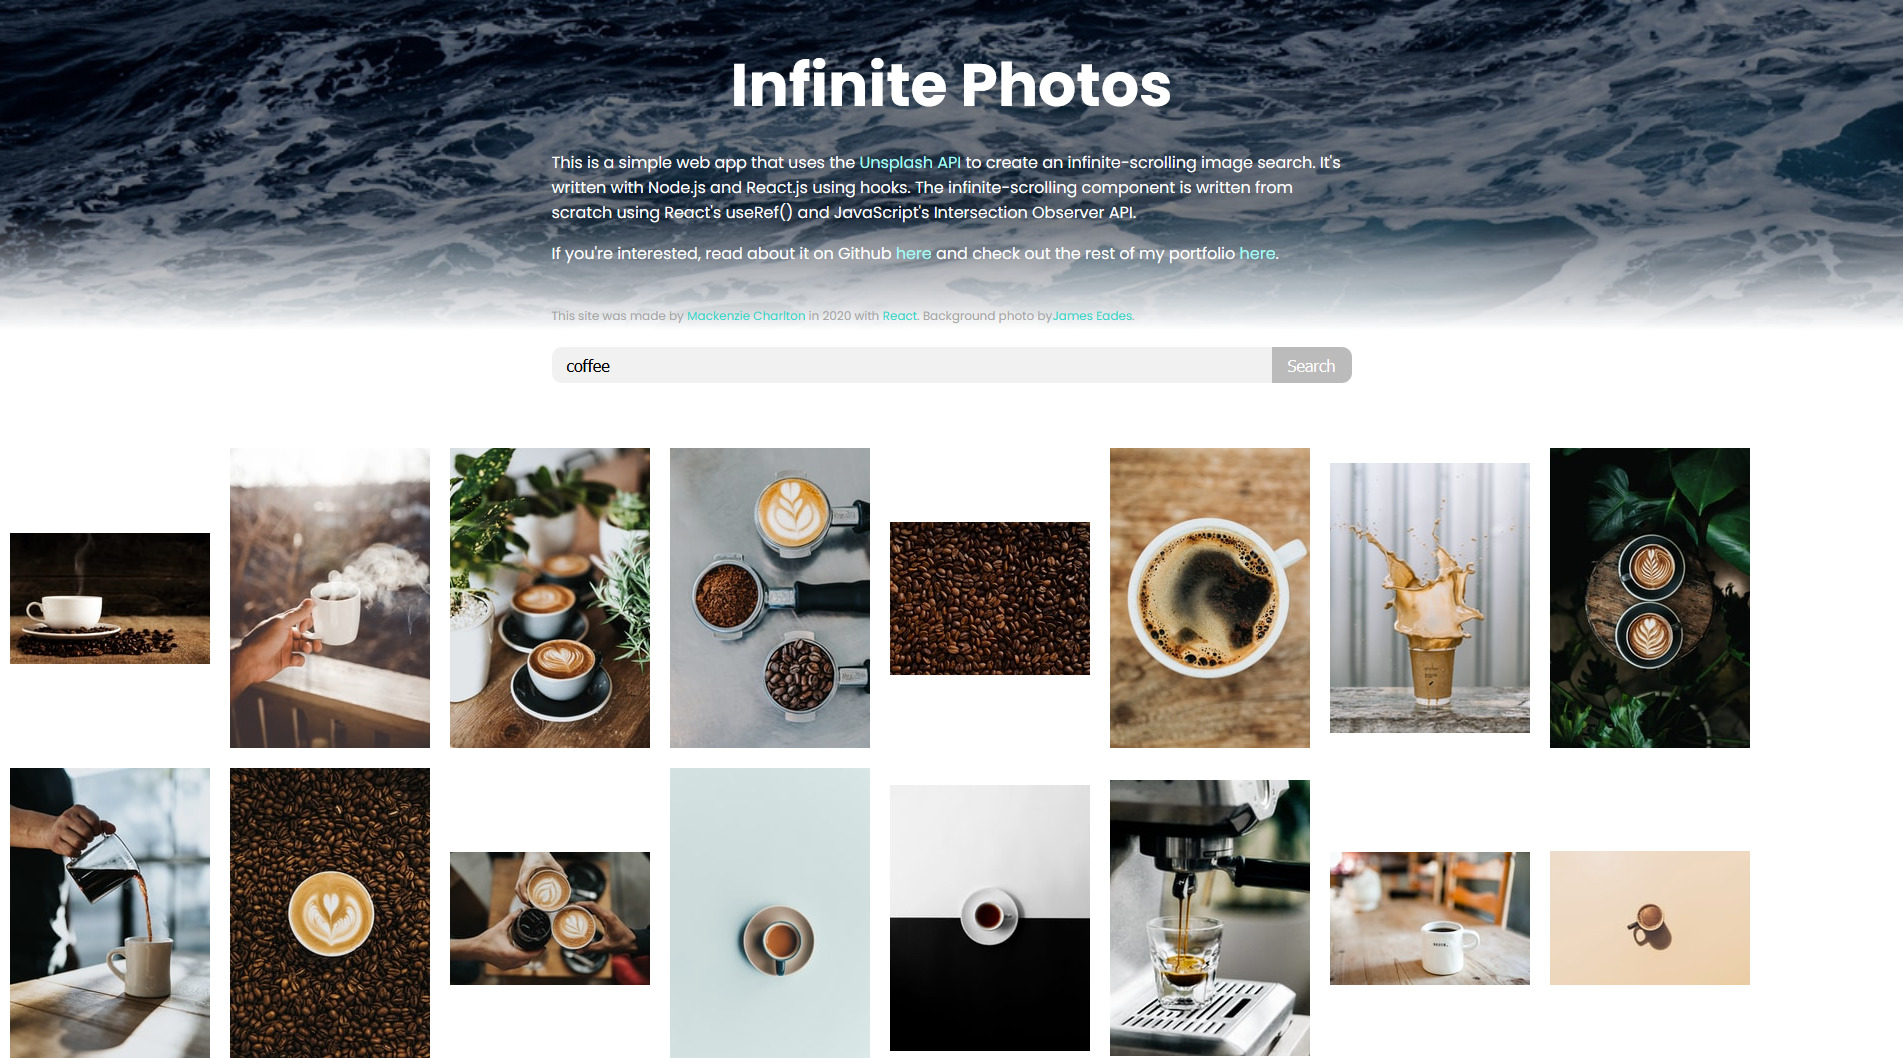 Infinite Photos
This is a simple web app that uses the Unsplash API to create an infinite-scrolling image search. It's
written with Node.js and React.js using hooks. The infinite-scrolling component is written from
scratch using React's useRef() and JavaScript's Intersection Observer API.
If you're interested, read about it on Github here and check out the rest of my portfolio here.
This site was made by Mackenzie Charlton in 2020 with React. Background photo byJames Eades.
coffee
Search